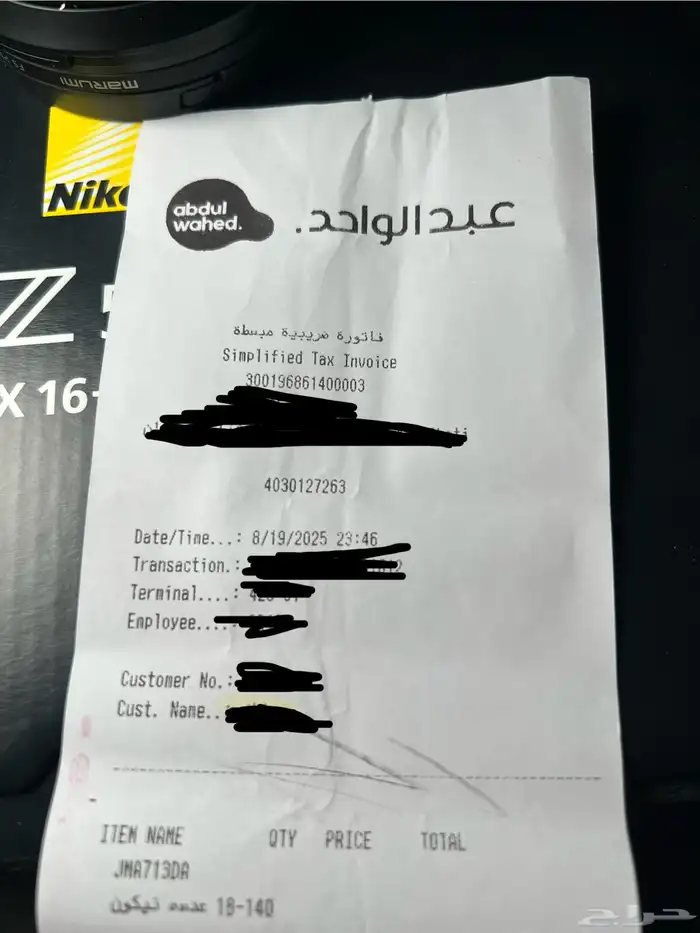 marumi
Nik
abdul
wahed.
عبدالواحد.
Z 5
X 16-
فاتورة ضريبية مبسطة
Simplified Tax Invoice
300196861400003
4030127263
Date/Time...: 8/19/2025 23:46
Transaction.:
Terminal....:
Employee....
Customer No.:
Cust. Name..:
ITEM NAME QTY PRICE TOTAL
JMA713DA
18-140 عدسه نيكون
حراج